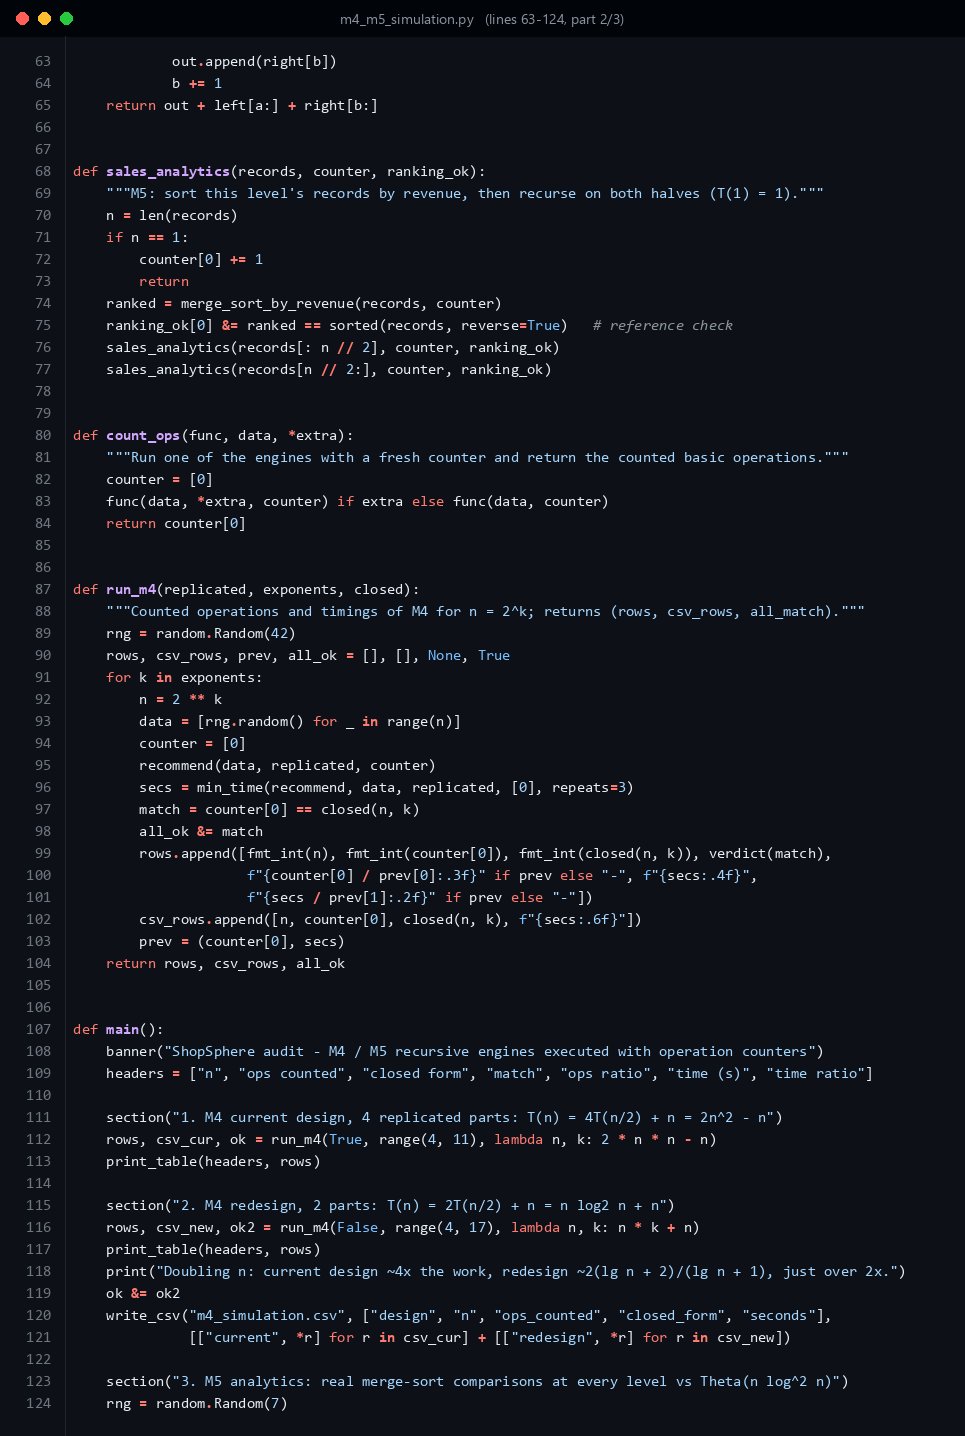 m4_m5_simulation.py   (lines 63-124, part 2/3)
63             out.append(right[b])
64             b += 1
65     return out + left[a:] + right[b:]
66
67
68 def sales_analytics(records, counter, ranking_ok):
69     """M5: sort this level's records by revenue, then recurse on both halves (T(1) = 1)."""
70     n = len(records)
71     if n == 1:
72         counter[0] += 1
73         return
74     ranked = merge_sort_by_revenue(records, counter)
75     ranking_ok[0] &= ranked == sorted(records, reverse=True)   # reference check
76     sales_analytics(records[: n // 2], counter, ranking_ok)
77     sales_analytics(records[n // 2:], counter, ranking_ok)
78
79
80 def count_ops(func, data, *extra):
81     """Run one of the engines with a fresh counter and return the counted basic operations."""
82     counter = [0]
83     func(data, *extra, counter) if extra else func(data, counter)
84     return counter[0]
85
86
87 def run_m4(replicated, exponents, closed):
88     """Counted operations and timings of M4 for n = 2^k; returns (rows, csv_rows, all_match)."""
89     rng = random.Random(42)
90     rows, csv_rows, prev, all_ok = [], [], None, True
91     for k in exponents:
92         n = 2 ** k
93         data = [rng.random() for _ in range(n)]
94         counter = [0]
95         recommend(data, replicated, counter)
96         secs = min_time(recommend, data, replicated, [0], repeats=3)
97         match = counter[0] == closed(n, k)
98         all_ok &= match
99         rows.append([fmt_int(n), fmt_int(counter[0]), fmt_int(closed(n, k)), verdict(match),
100                      f"{counter[0] / prev[0]:.3f}" if prev else "-", f"{secs:.4f}",
101                      f"{secs / prev[1]:.2f}" if prev else "-"])
102         csv_rows.append([n, counter[0], closed(n, k), f"{secs:.6f}"])
103         prev = (counter[0], secs)
104     return rows, csv_rows, all_ok
105
106
107 def main():
108     banner("ShopSphere audit - M4 / M5 recursive engines executed with operation counters")
109     headers = ["n", "ops counted", "closed form", "match", "ops ratio", "time (s)", "time ratio"]
110
111     section("1. M4 current design, 4 replicated parts: T(n) = 4T(n/2) + n = 2n^2 - n")
112     rows, csv_cur, ok = run_m4(True, range(4, 11), lambda n, k: 2 * n * n - n)
113     print_table(headers, rows)
114
115     section("2. M4 redesign, 2 parts: T(n) = 2T(n/2) + n = n log2 n + n")
116     rows, csv_new, ok2 = run_m4(False, range(4, 17), lambda n, k: n * k + n)
117     print_table(headers, rows)
118     print("Doubling n: current design ~4x the work, redesign ~2(lg n + 2)/(lg n + 1), just over 2x.")
119     ok &= ok2
120     write_csv("m4_simulation.csv", ["design", "n", "ops_counted", "closed_form", "seconds"],
121               [["current", *r] for r in csv_cur] + [["redesign", *r] for r in csv_new])
122
123     section("3. M5 analytics: real merge-sort comparisons at every level vs Theta(n log^2 n)")
124     rng = random.Random(7)